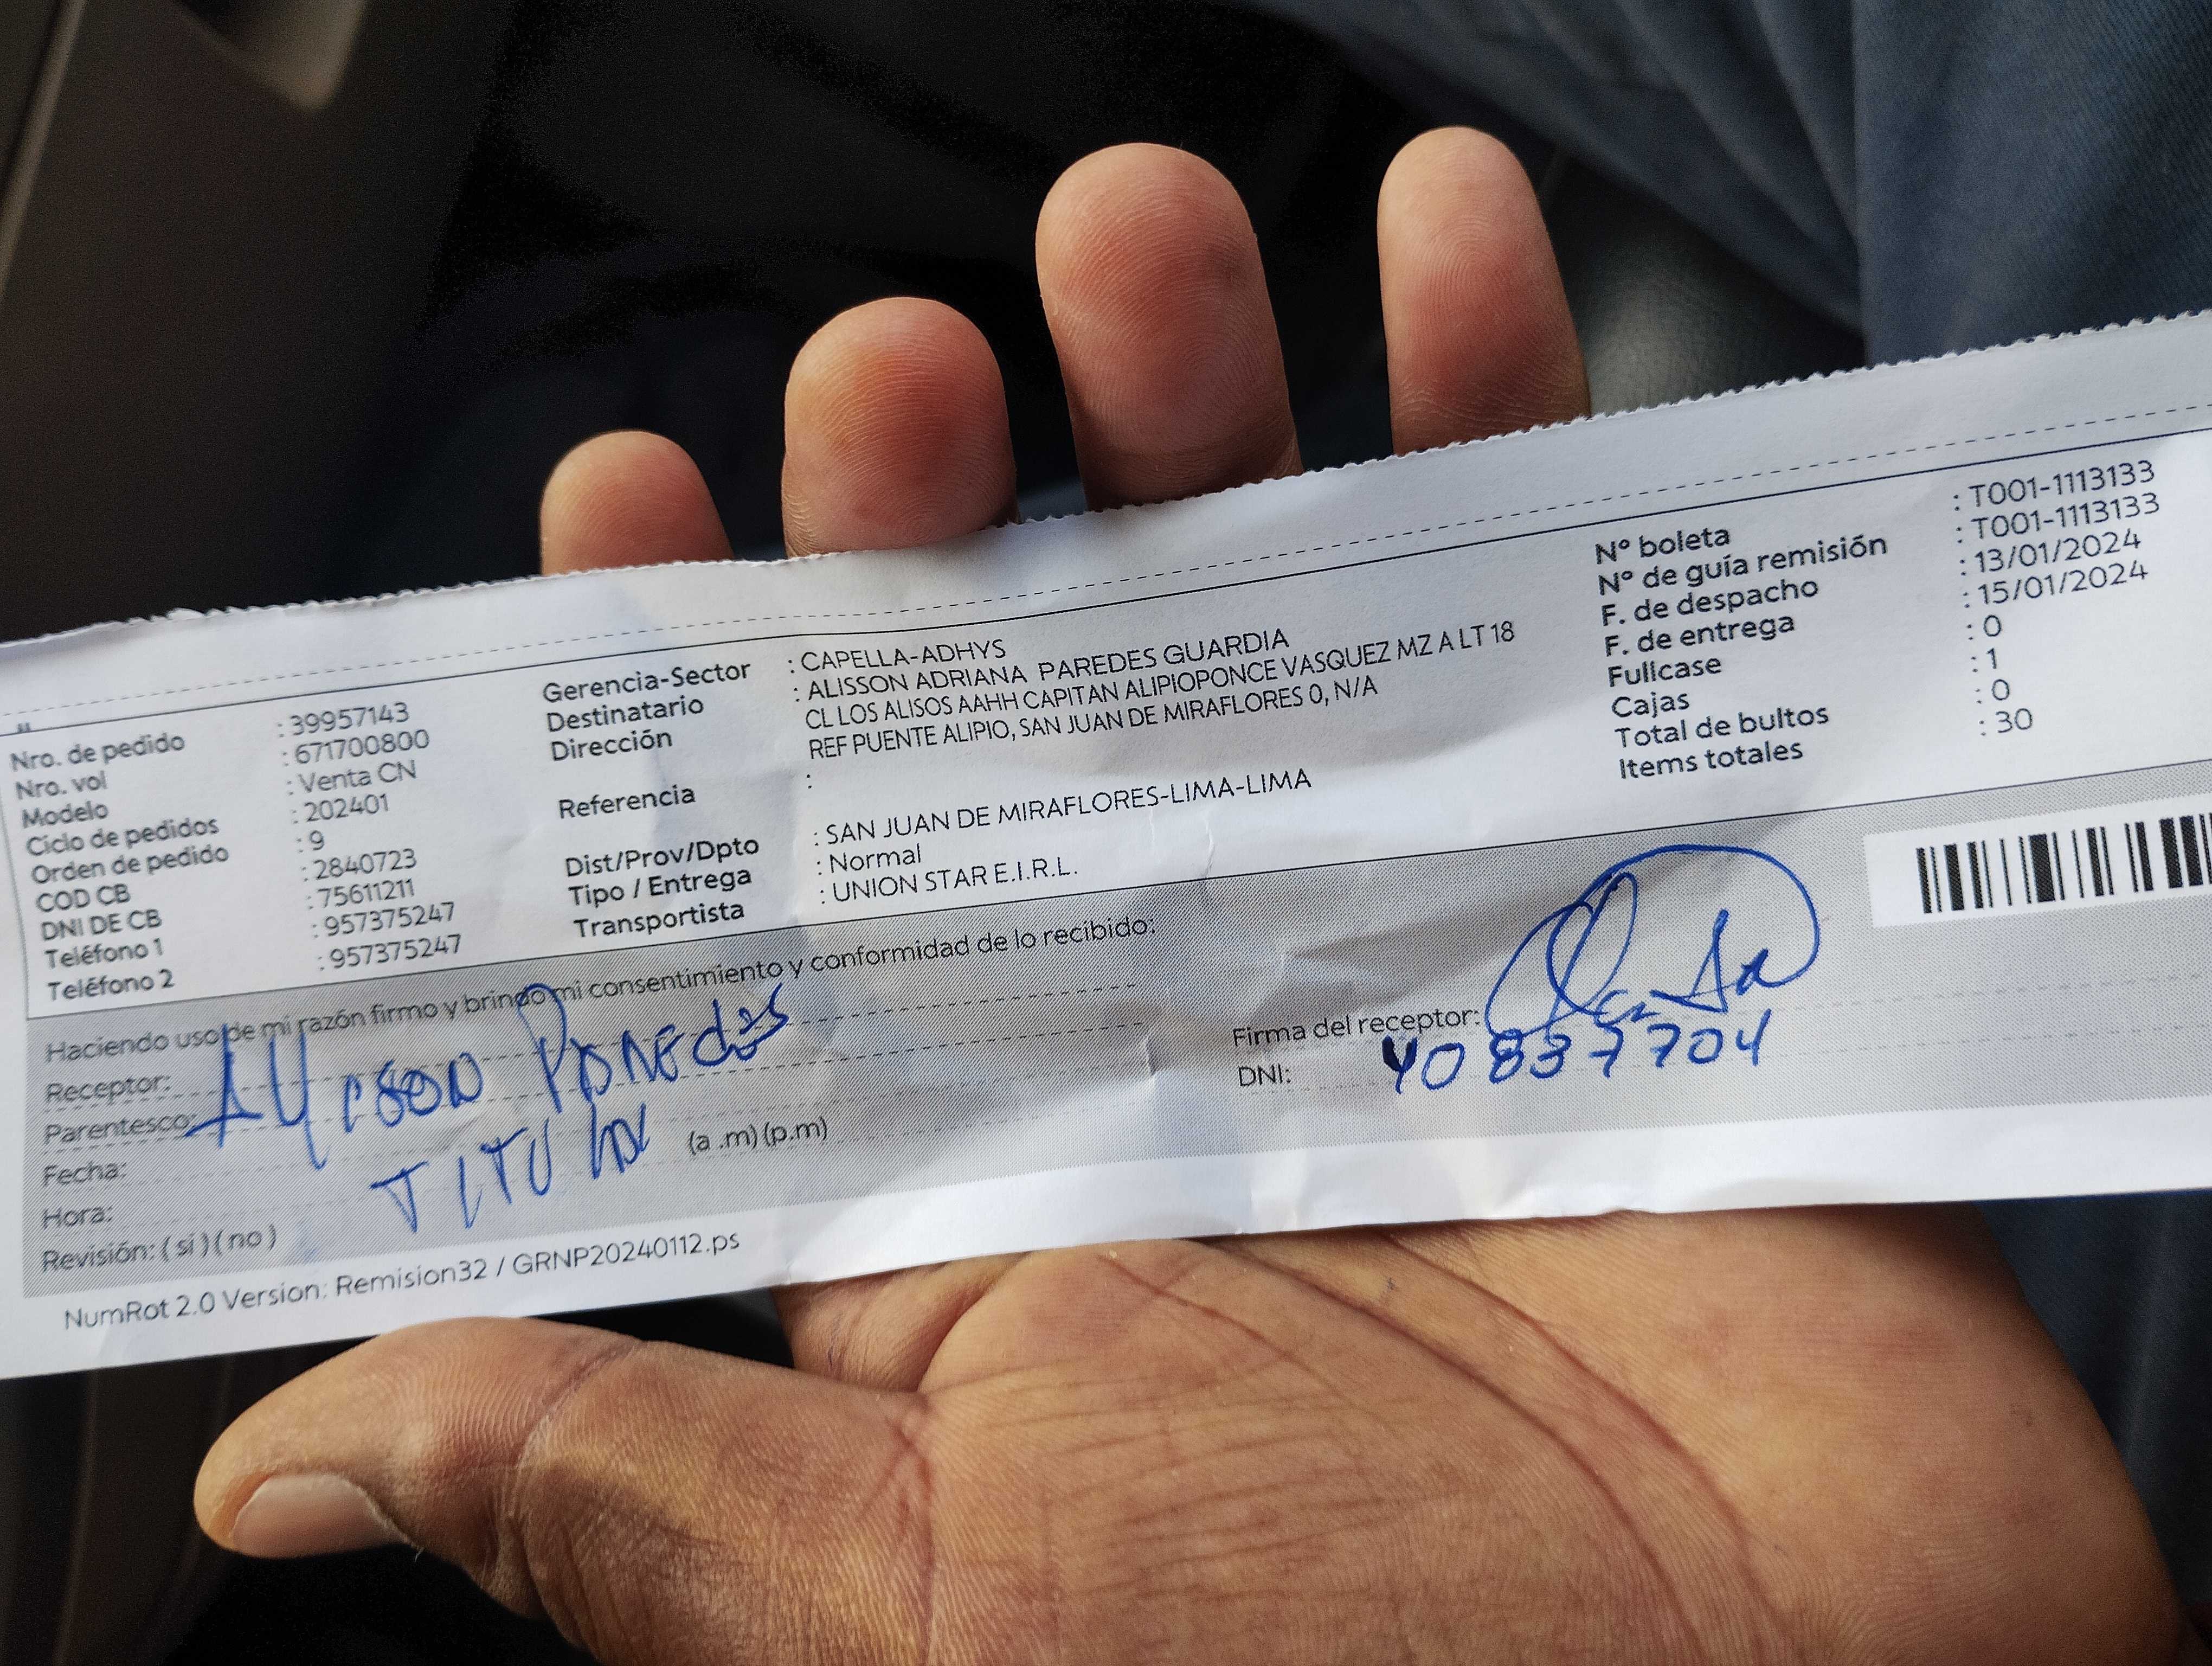 Nro. de pedido : 39957143
Nro. vol : 671700800
Modelo : Venta CN
Ciclo de pedidos : 202401
Orden de pedido : 9
COD CB : 2840723
DNI DE CB : 75611211
Teléfono 1 : 957375247
Teléfono 2 : 957375247
Gerencia-Sector : CAPELLA-ADHYS
Destinatario : ALISSON ADRIANA PAREDES GUARDIA
Dirección CL LOS ALISOS AAHH CAPITAN ALIPIOPONCE VASQUEZ MZ A LT 18
REF PUENTE ALIPIO, SAN JUAN DE MIRAFLORES 0, N/A
Referencia :
Dist/Prov/Dpto : SAN JUAN DE MIRAFLORES-LIMA-LIMA
Tipo / Entrega : Normal
Transportista : UNION STAR E.I.R.L.
N° boleta : T001-1113133
N° de guía remisión : T001-1113133
F. de despacho : 13/01/2024
F. de entrega : 15/01/2024
Fullcase : 0
Cajas : 1
Total de bultos : 0
Items totales : 30
Haciendo uso de mi razón firmo y brindo mi consentimiento y conformidad de lo recibido:
Receptor: Paredes
Parentesco: TITULAR
Fecha:
Hora: (a .m) (p.m)
Revisión: ( si ) ( no )
Firma del receptor:
DNI: 40837704
NumRot 2.0 Version: Remision32 / GRNP20240112.ps